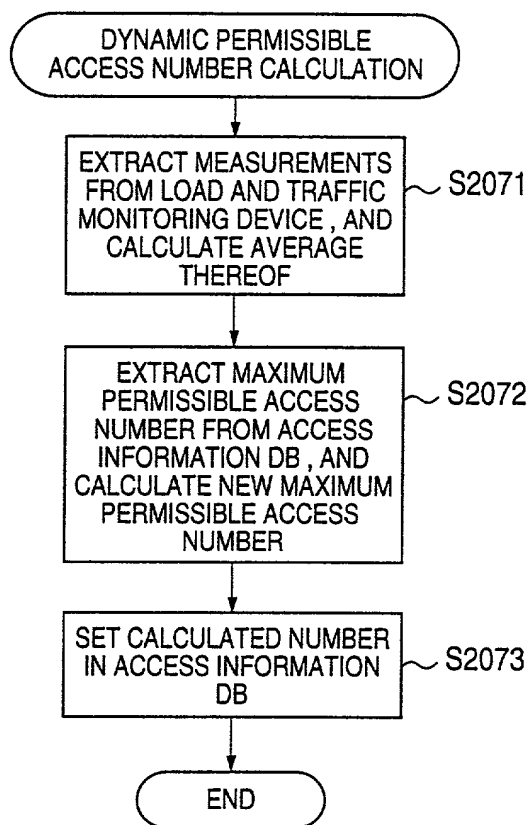 DYNAMIC PERMISSIBLE
ACCESS NUMBER CALCULATION
EXTRACT MEASUREMENTS
FROM LOAD AND TRAFFIC
MONITORING DEVICE , AND
CALCULATE AVERAGE
THEREOF
S2071
EXTRACT MAXIMUM
PERMISSIBLE ACCESS
NUMBER FROM ACCESS
INFORMATION DB , AND
CALCULATE NEW MAXIMUM
PERMISSIBLE ACCESS
NUMBER
S2072
SET CALCULATED NUMBER
IN ACCESS INFORMATION
DB
S2073
END